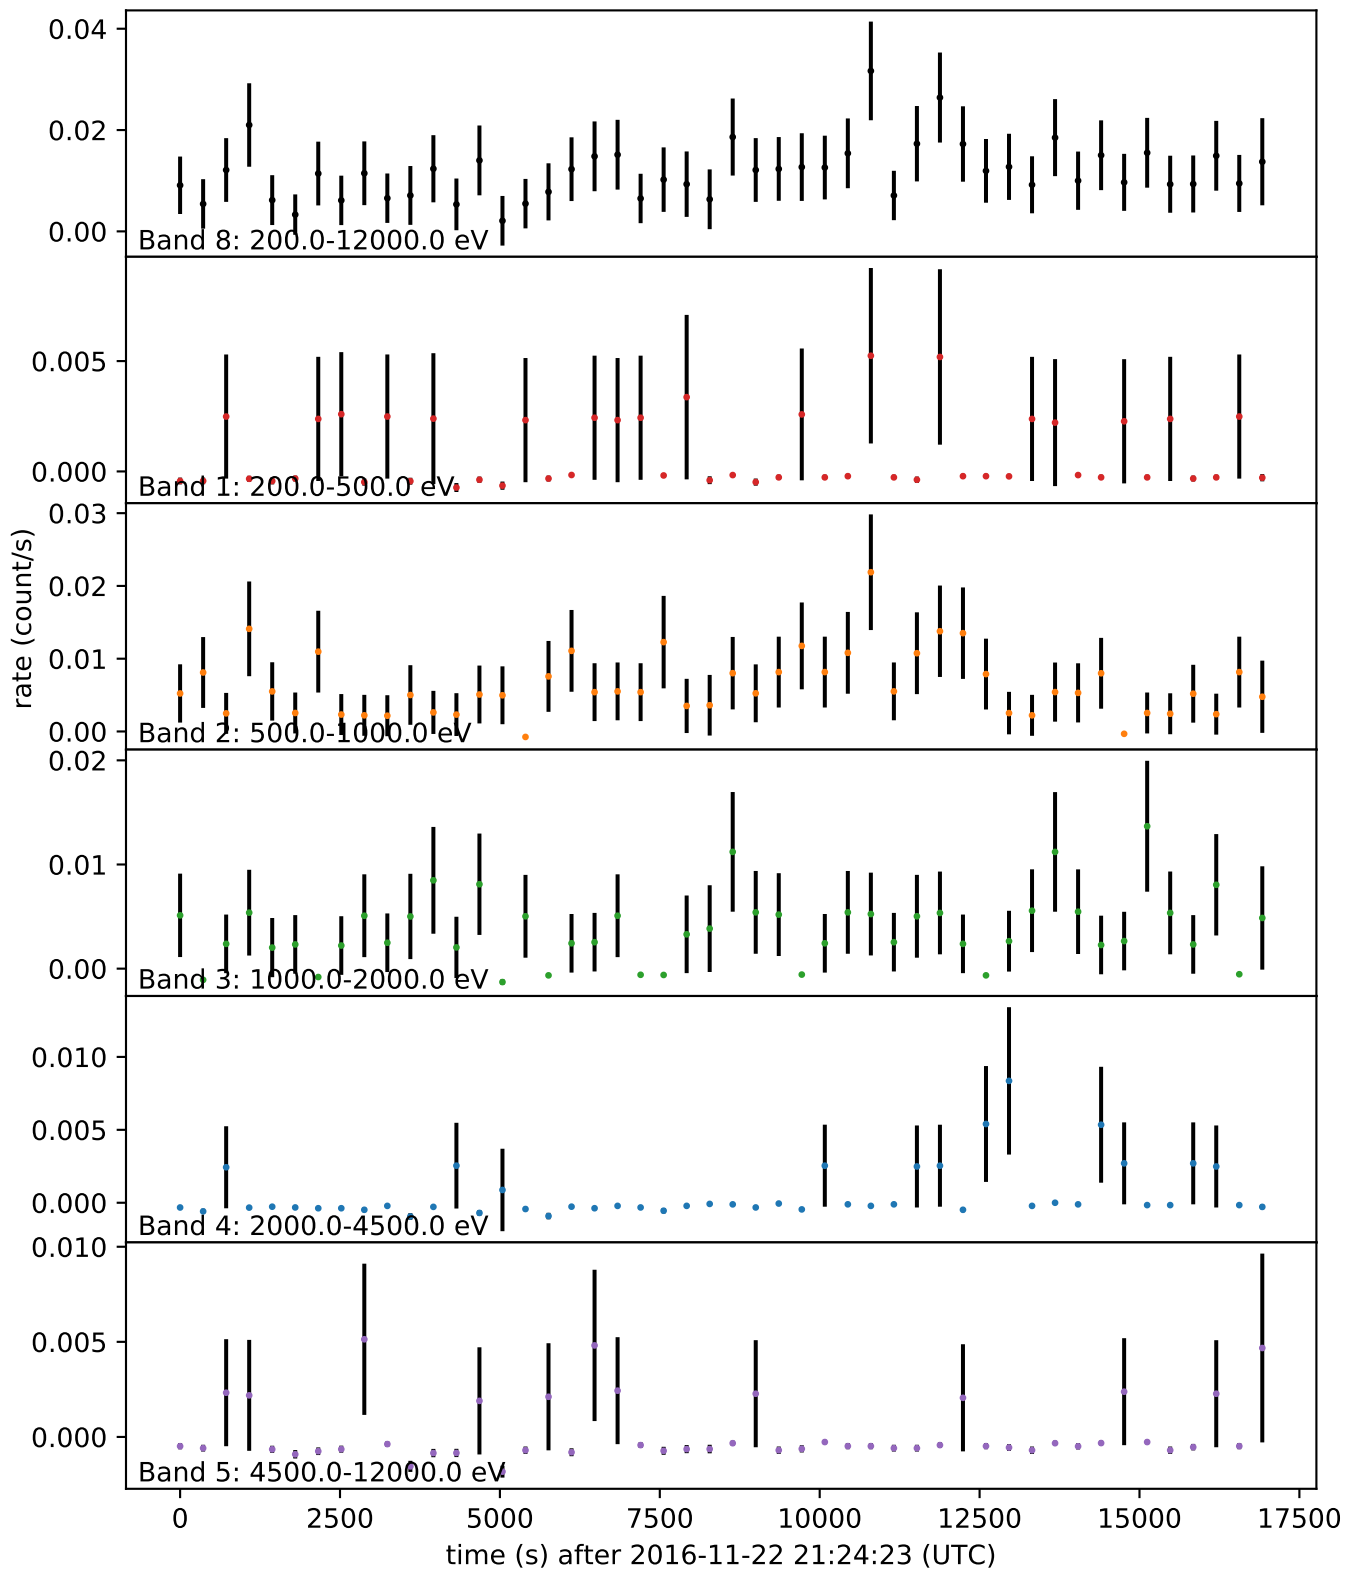 0.04
0.02
0.00
Band 8: 200.0-12000.0 eV
0.005
0.000
Band 1: 200.0-500.0 eV
0.03
0.02
0.01
0.00
Band 2: 500.0-1000.0 eV
rate (count/s)
0.02
0.01
0.00
Band 3: 1000.0-2000.0 eV
0.010
0.005
0.000
Band 4: 2000.0-4500.0 eV
0.010
0.005
0.000
Band 5: 4500.0-12000.0 eV
0 2500 5000 7500 10000 12500 15000 17500
time (s) after 2016-11-22 21:24:23 (UTC)